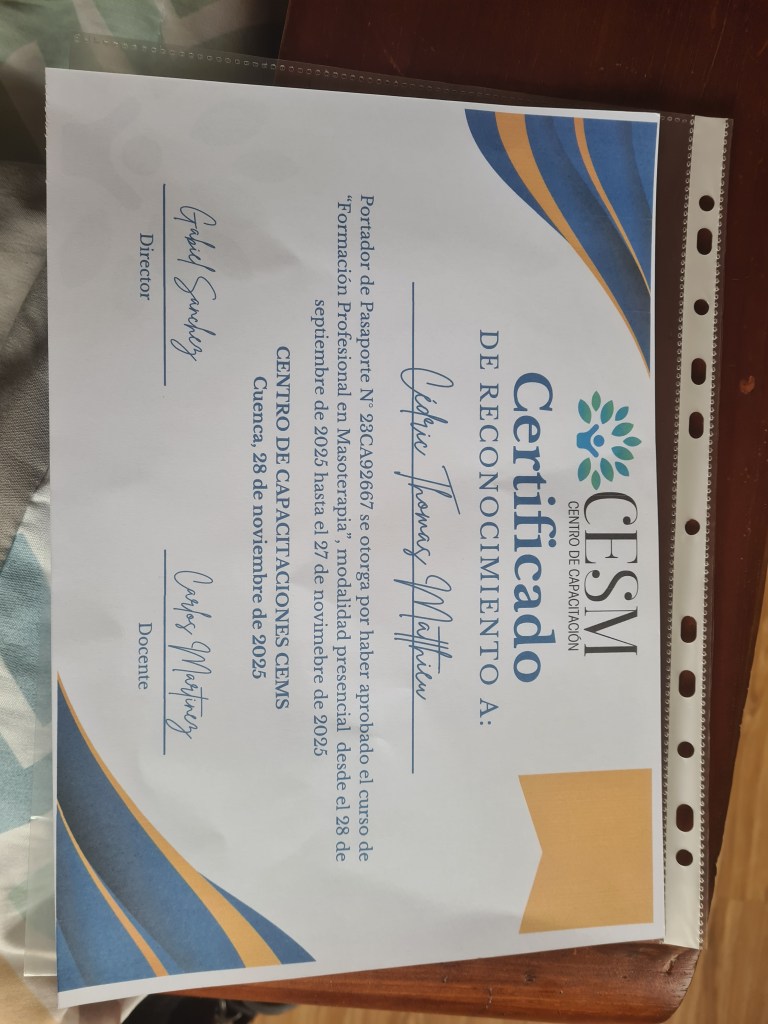 CESM
CENTRO DE CAPACITACIÓN
Certificado
DE RECONOCIMIENTO A:
Cédric Thomas Matthieu
Portador de Pasaporte N° 23CA92667 se otorga por haber aprobado el curso de
“Formación Profesional en Masoterapia”, modalidad presencial desde el 28 de
septiembre de 2025 hasta el 27 de novimebre de 2025
CENTRO DE CAPACITACIONES CEMS
Cuenca, 28 de noviembre de 2025
Gabriel Sanchez
Director
Carlos Martinez
Docente